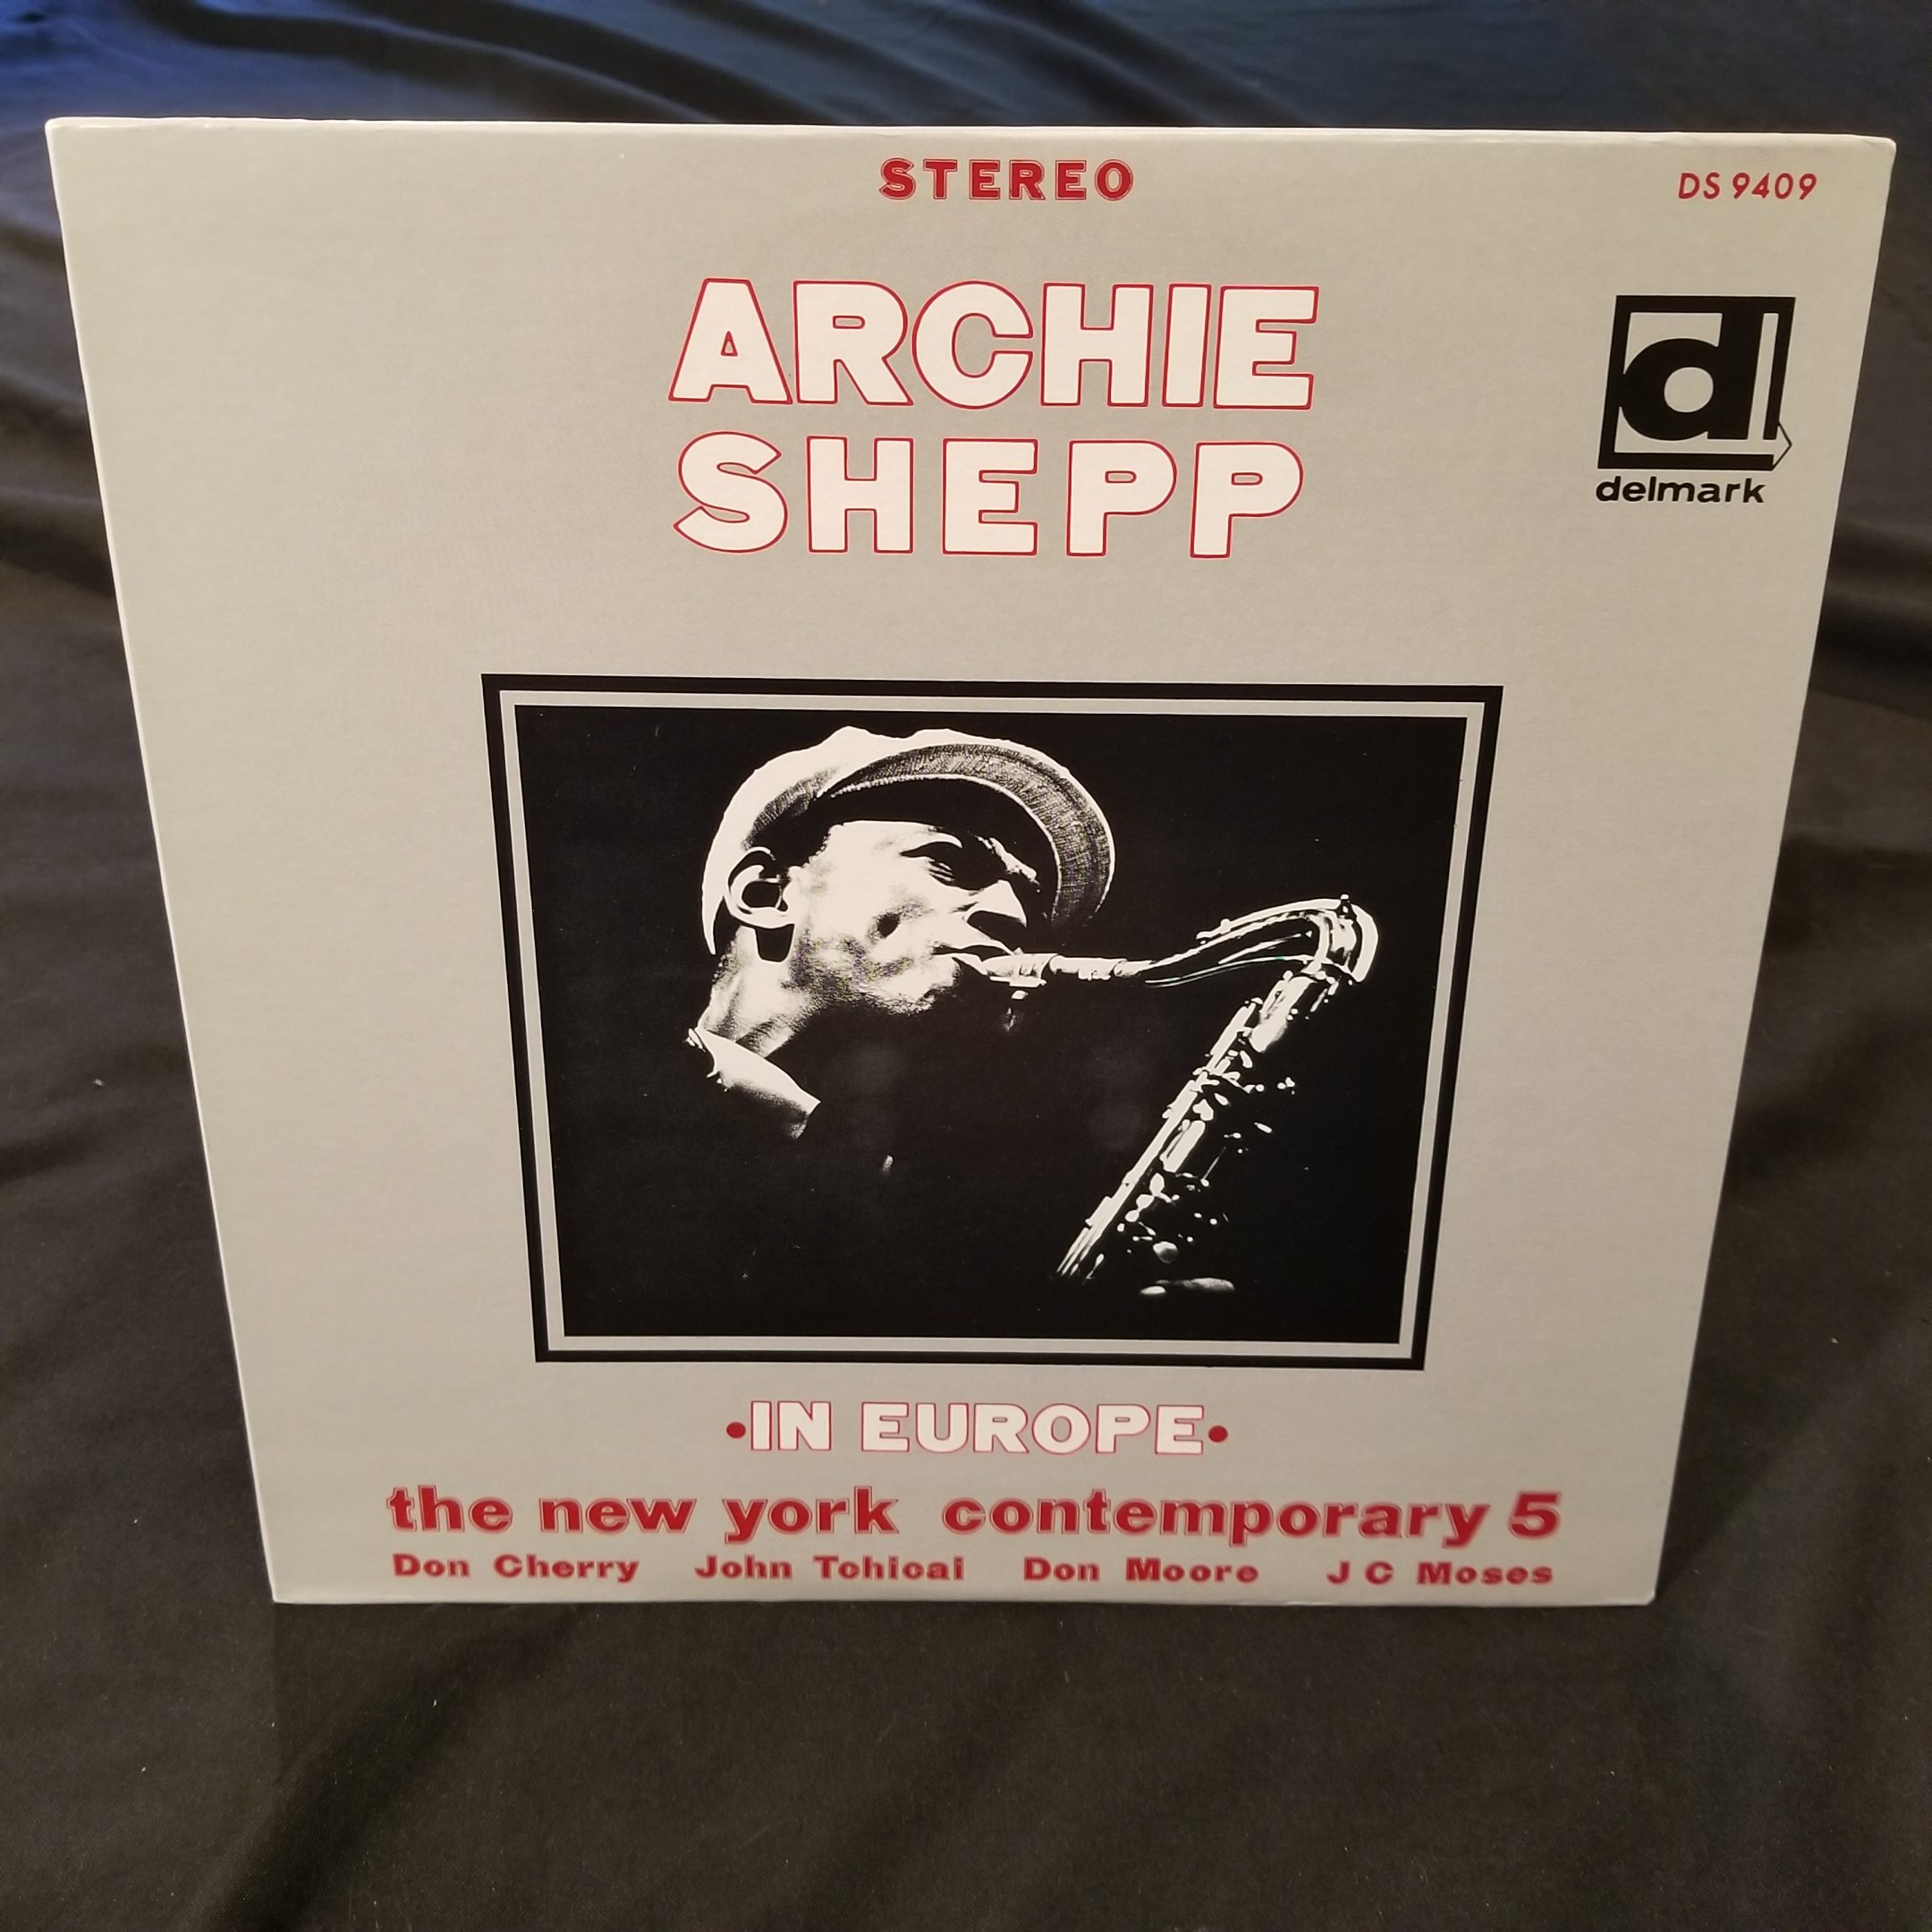 STEREO
DS 9409
ARCHIE
SHEPP
d
delmark
•IN EUROPE•
the new york contemporary 5
Don Cherry John Tchicai Don Moore J C Moses